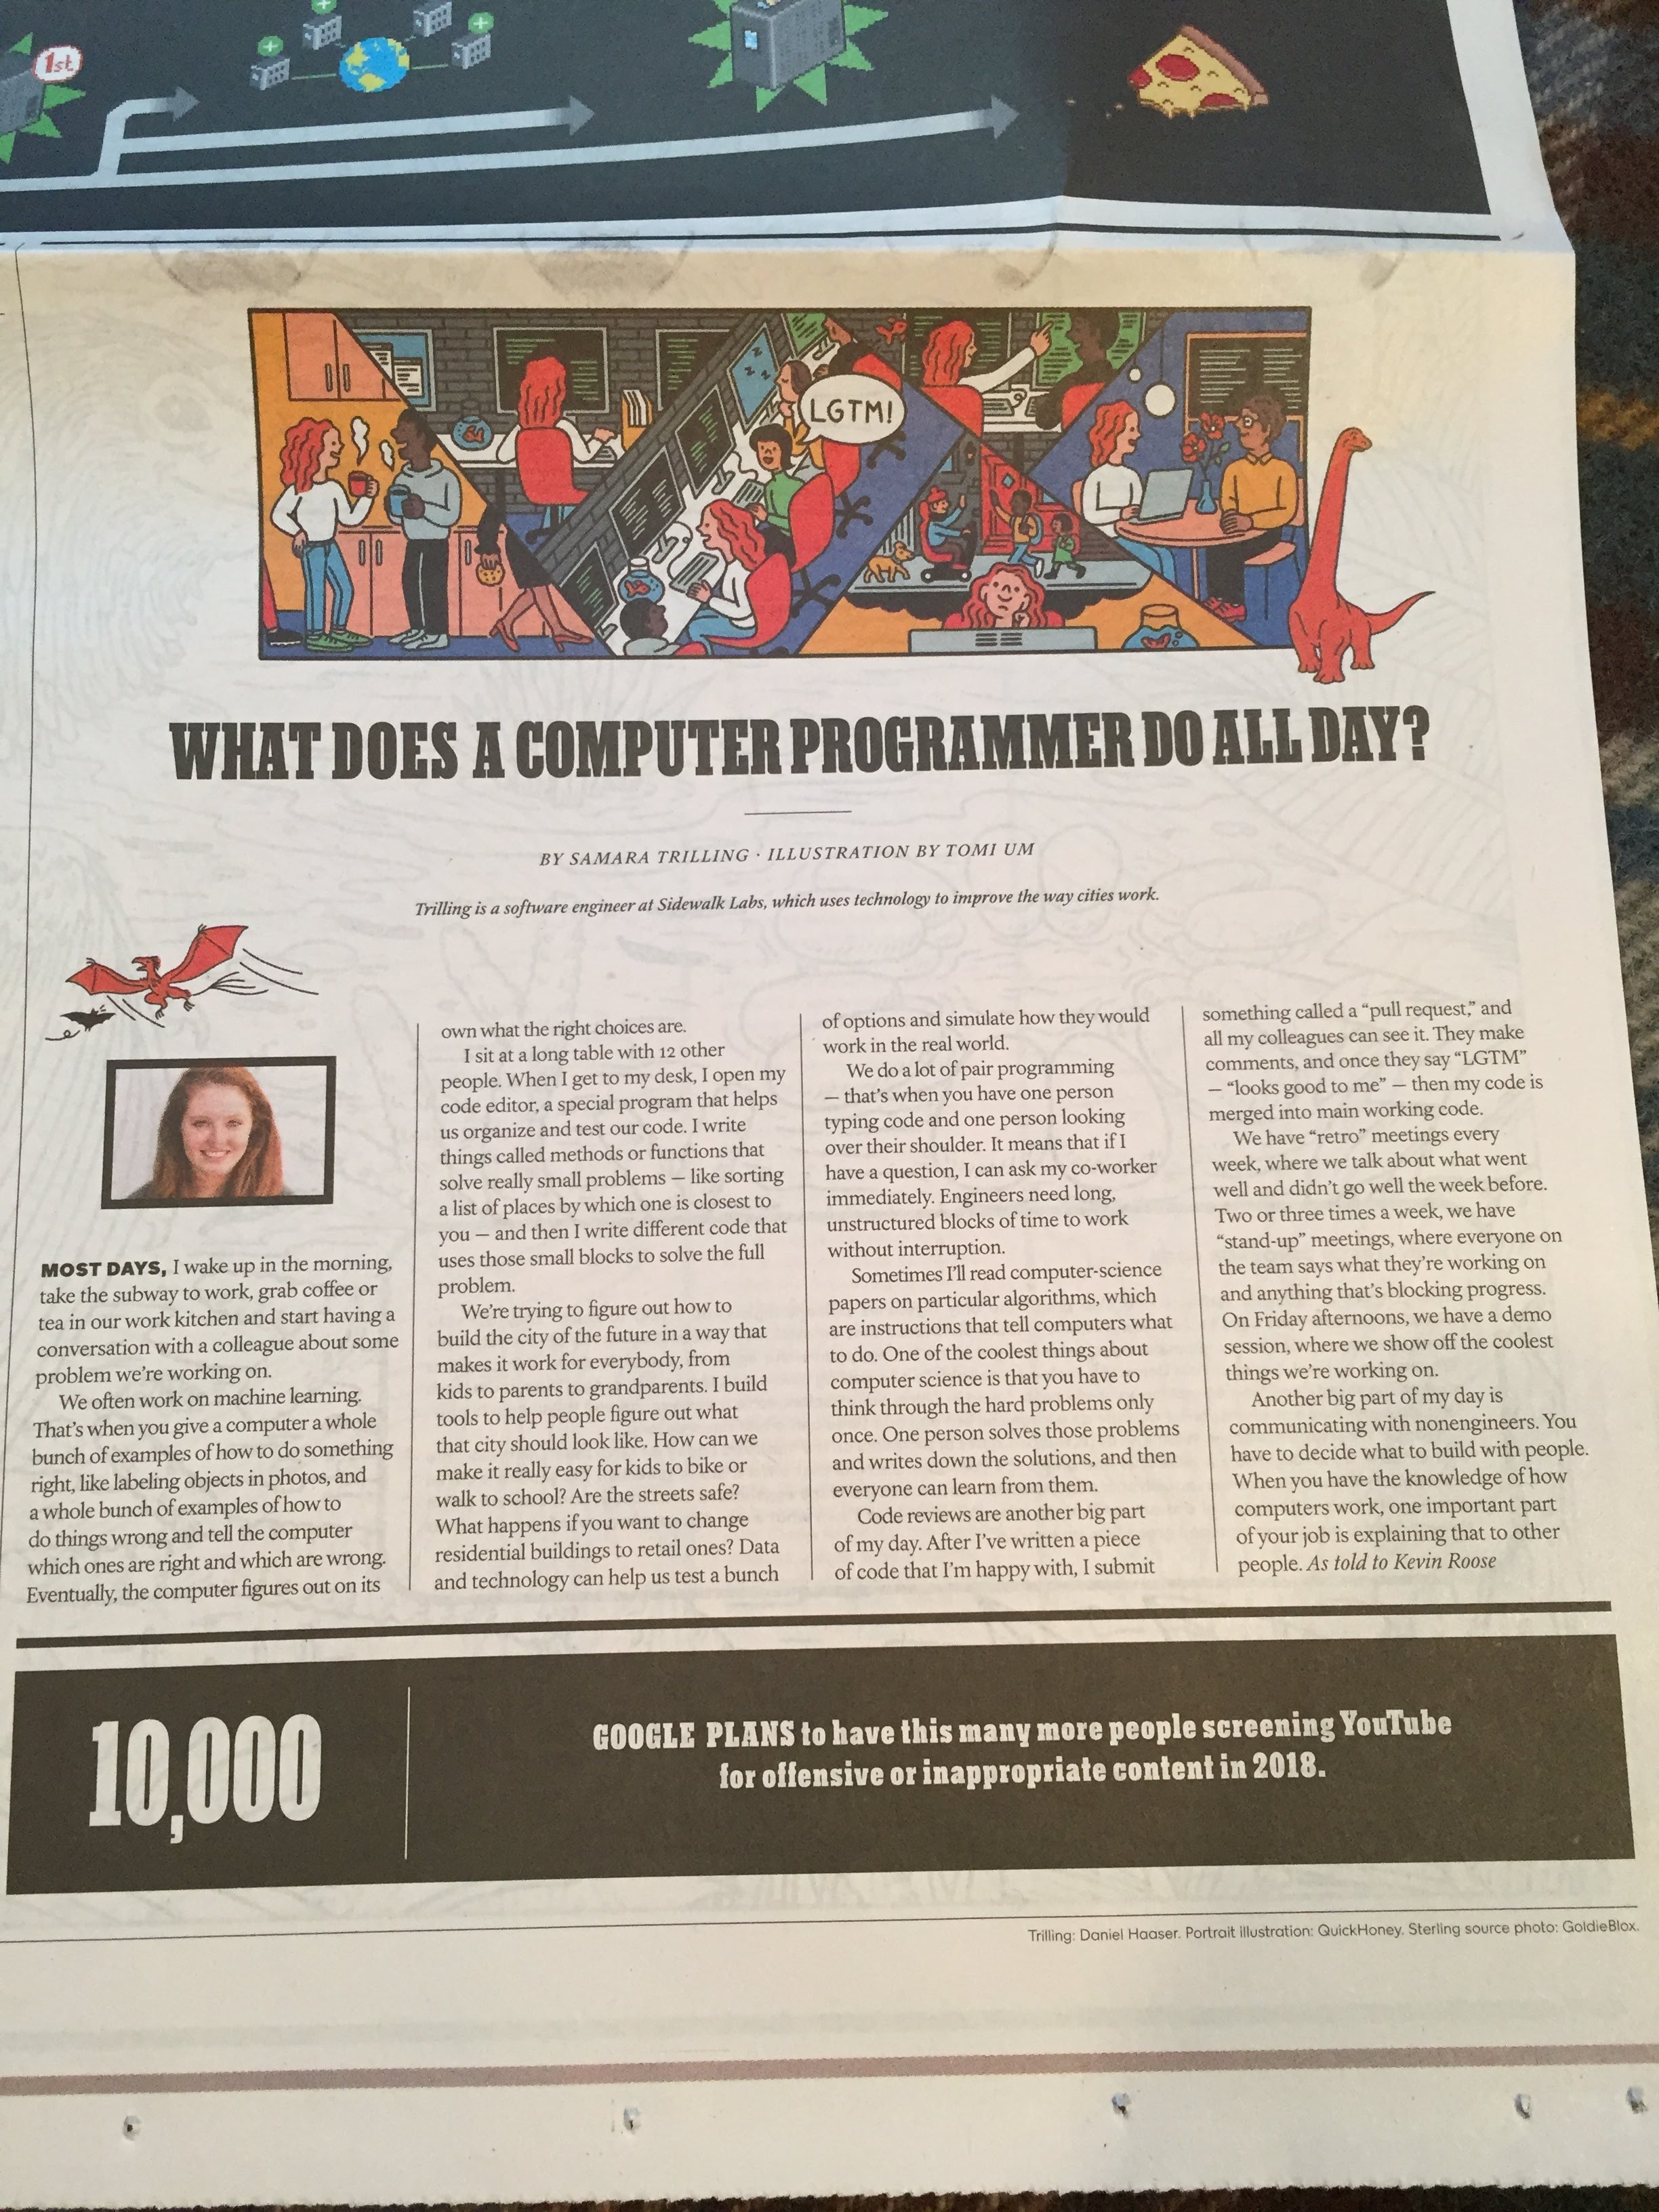 1st
LGTM!
WHAT DOES A COMPUTER PROGRAMMER DO ALL DAY?
BY SAMARA TRILLING · ILLUSTRATION BY TOMI UM
Trilling is a software engineer at Sidewalk Labs, which uses technology to improve the way cities work.
MOST DAYS, I wake up in the morning,
take the subway to work, grab coffee or
tea in our work kitchen and start having a
conversation with a colleague about some
problem we're working on.
We often work on machine learning.
That's when you give a computer a whole
bunch of examples of how to do something
right, like labeling objects in photos, and
a whole bunch of examples of how to
do things wrong and tell the computer
which ones are right and which are wrong.
Eventually, the computer figures out on its
own what the right choices are.
I sit at a long table with 12 other
people. When I get to my desk, I open my
code editor, a special program that helps
us organize and test our code. I write
things called methods or functions that
solve really small problems — like sorting
a list of places by which one is closest to
you — and then I write different code that
uses those small blocks to solve the full
problem.
We're trying to figure out how to
build the city of the future in a way that
makes it work for everybody, from
kids to parents to grandparents. I build
tools to help people figure out what
that city should look like. How can we
make it really easy for kids to bike or
walk to school? Are the streets safe?
What happens if you want to change
residential buildings to retail ones? Data
and technology can help us test a bunch
of options and simulate how they would
work in the real world.
We do a lot of pair programming
— that's when you have one person
typing code and one person looking
over their shoulder. It means that if I
have a question, I can ask my co-worker
immediately. Engineers need long,
unstructured blocks of time to work
without interruption.
Sometimes I'll read computer-science
papers on particular algorithms, which
are instructions that tell computers what
to do. One of the coolest things about
computer science is that you have to
think through the hard problems only
once. One person solves those problems
and writes down the solutions, and then
everyone can learn from them.
Code reviews are another big part
of my day. After I've written a piece
of code that I'm happy with, I submit
something called a “pull request,” and
all my colleagues can see it. They make
comments, and once they say “LGTM”
— “looks good to me” — then my code is
merged into main working code.
We have “retro” meetings every
week, where we talk about what went
well and didn't go well the week before.
Two or three times a week, we have
“stand-up” meetings, where everyone on
the team says what they're working on
and anything that's blocking progress.
On Friday afternoons, we have a demo
session, where we show off the coolest
things we're working on.
Another big part of my day is
communicating with nonengineers. You
have to decide what to build with people.
When you have the knowledge of how
computers work, one important part
of your job is explaining that to other
people. As told to Kevin Roose
10,000
GOOGLE PLANS to have this many more people screening YouTube
for offensive or inappropriate content in 2018.
Trilling: Daniel Haaser. Portrait illustration: QuickHoney. Sterling source photo: GoldieBlox.